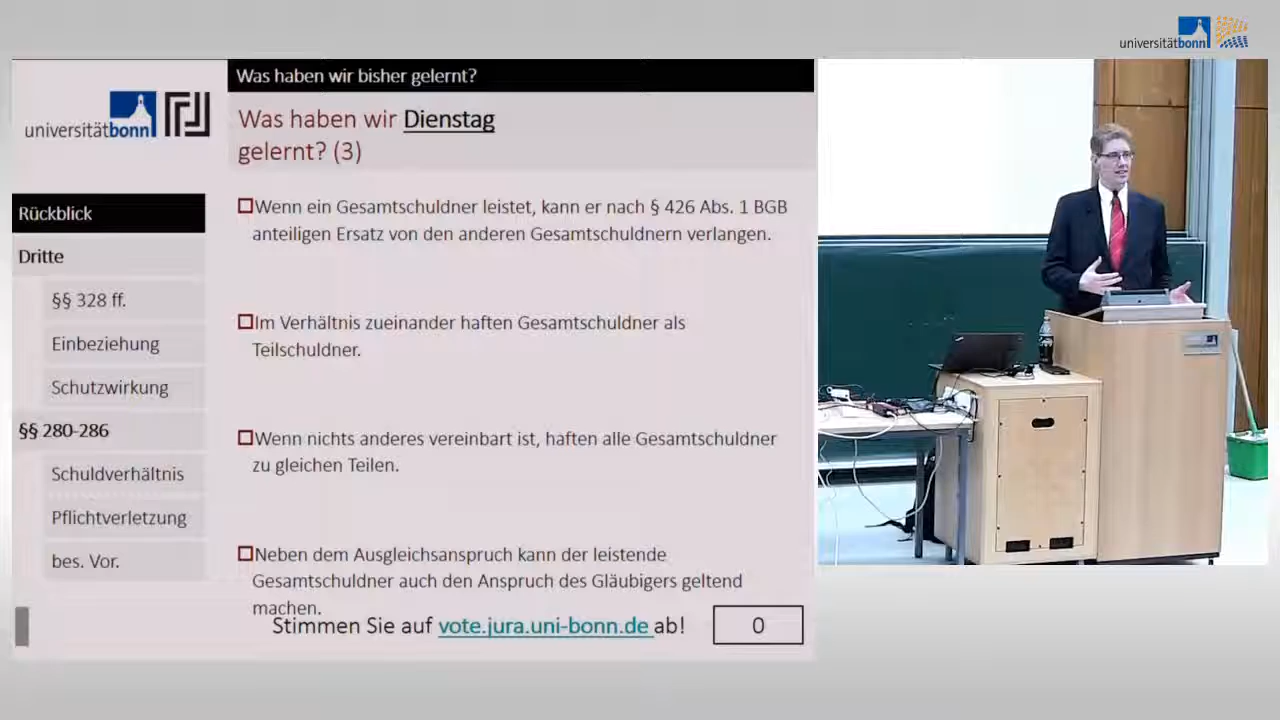 universitätbonn
Was haben wir bisher gelernt?
universitätbonn
Was haben wir Dienstag
gelernt? (3)
Rückblick
Dritte
§§ 328 ff.
Einbeziehung
Schutzwirkung
§§ 280-286
Schuldverhältnis
Pflichtverletzung
bes. Vor.
Wenn ein Gesamtschuldner leistet, kann er nach § 426 Abs. 1 BGB
anteiligen Ersatz von den anderen Gesamtschuldnern verlangen.
Im Verhältnis zueinander haften Gesamtschuldner als
Teilschuldner.
Wenn nichts anderes vereinbart ist, haften alle Gesamtschuldner
zu gleichen Teilen.
Neben dem Ausgleichsanspruch kann der leistende
Gesamtschuldner auch den Anspruch des Gläubigers geltend
machen.
Stimmen Sie auf vote.jura.uni-bonn.de ab!
0